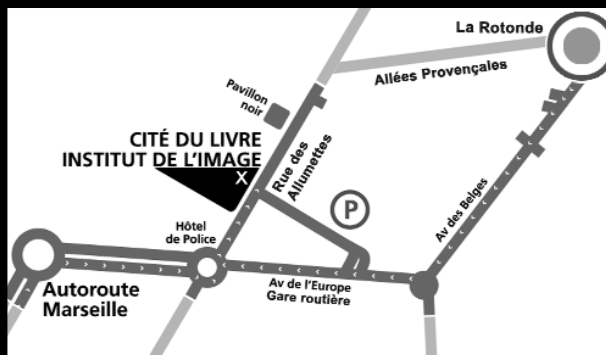 La Rotonde
Allées Provençales
Pavillon
noir
CITÉ DU LIVRE
INSTITUT DE L'IMAGE
X
Rue des
Allumettes
P
Av des Belges
Hôtel
de Police
Av de l'Europe
Gare routière
Autoroute
Marseille